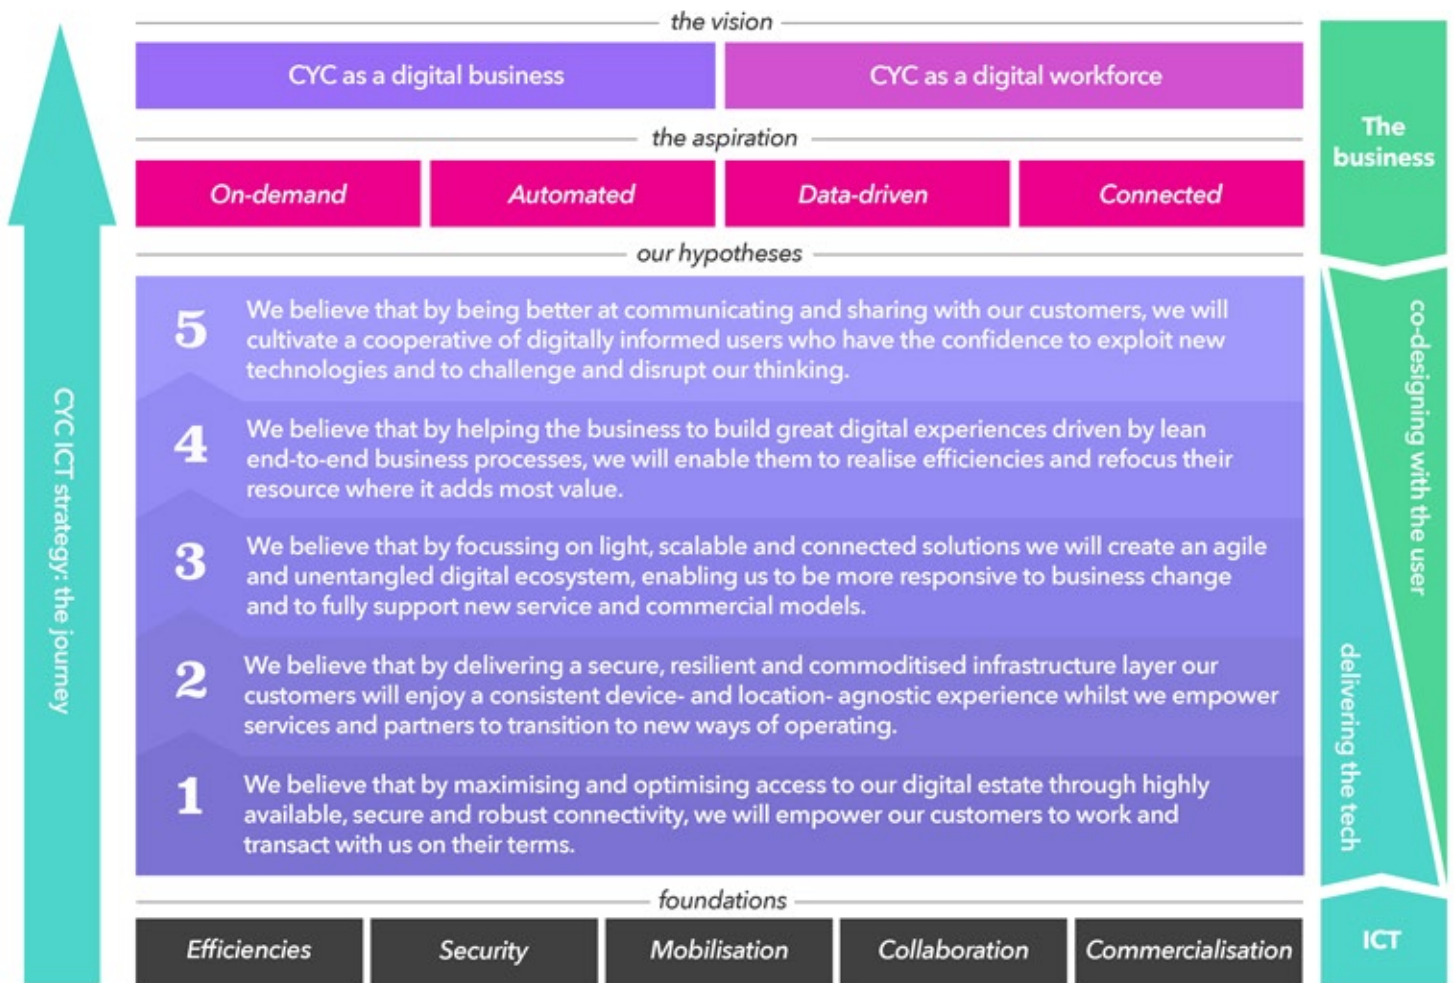 the vision
CYC as a digital business
CYC as a digital workforce
the aspiration
On-demand
Automated
Data-driven
Connected
our hypotheses
5
We believe that by being better at communicating and sharing with our customers, we will
cultivate a cooperative of digitally informed users who have the confidence to exploit new
technologies and to challenge and disrupt our thinking.
4
We believe that by helping the business to build great digital experiences driven by lean
end-to-end business processes, we will enable them to realise efficiencies and refocus their
resource where it adds most value.
3
We believe that by focussing on light, scalable and connected solutions we will create an agile
and unentangled digital ecosystem, enabling us to be more responsive to business change
and to fully support new service and commercial models.
2
We believe that by delivering a secure, resilient and commoditised infrastructure layer our
customers will enjoy a consistent device- and location- agnostic experience whilst we empower
services and partners to transition to new ways of operating.
1
We believe that by maximising and optimising access to our digital estate through highly
available, secure and robust connectivity, we will empower our customers to work and
transact with us on their terms.
foundations
Efficiencies
Security
Mobilisation
Collaboration
Commercialisation
CYC ICT strategy: the journey
The
business
co-designing with the user
delivering the tech
ICT